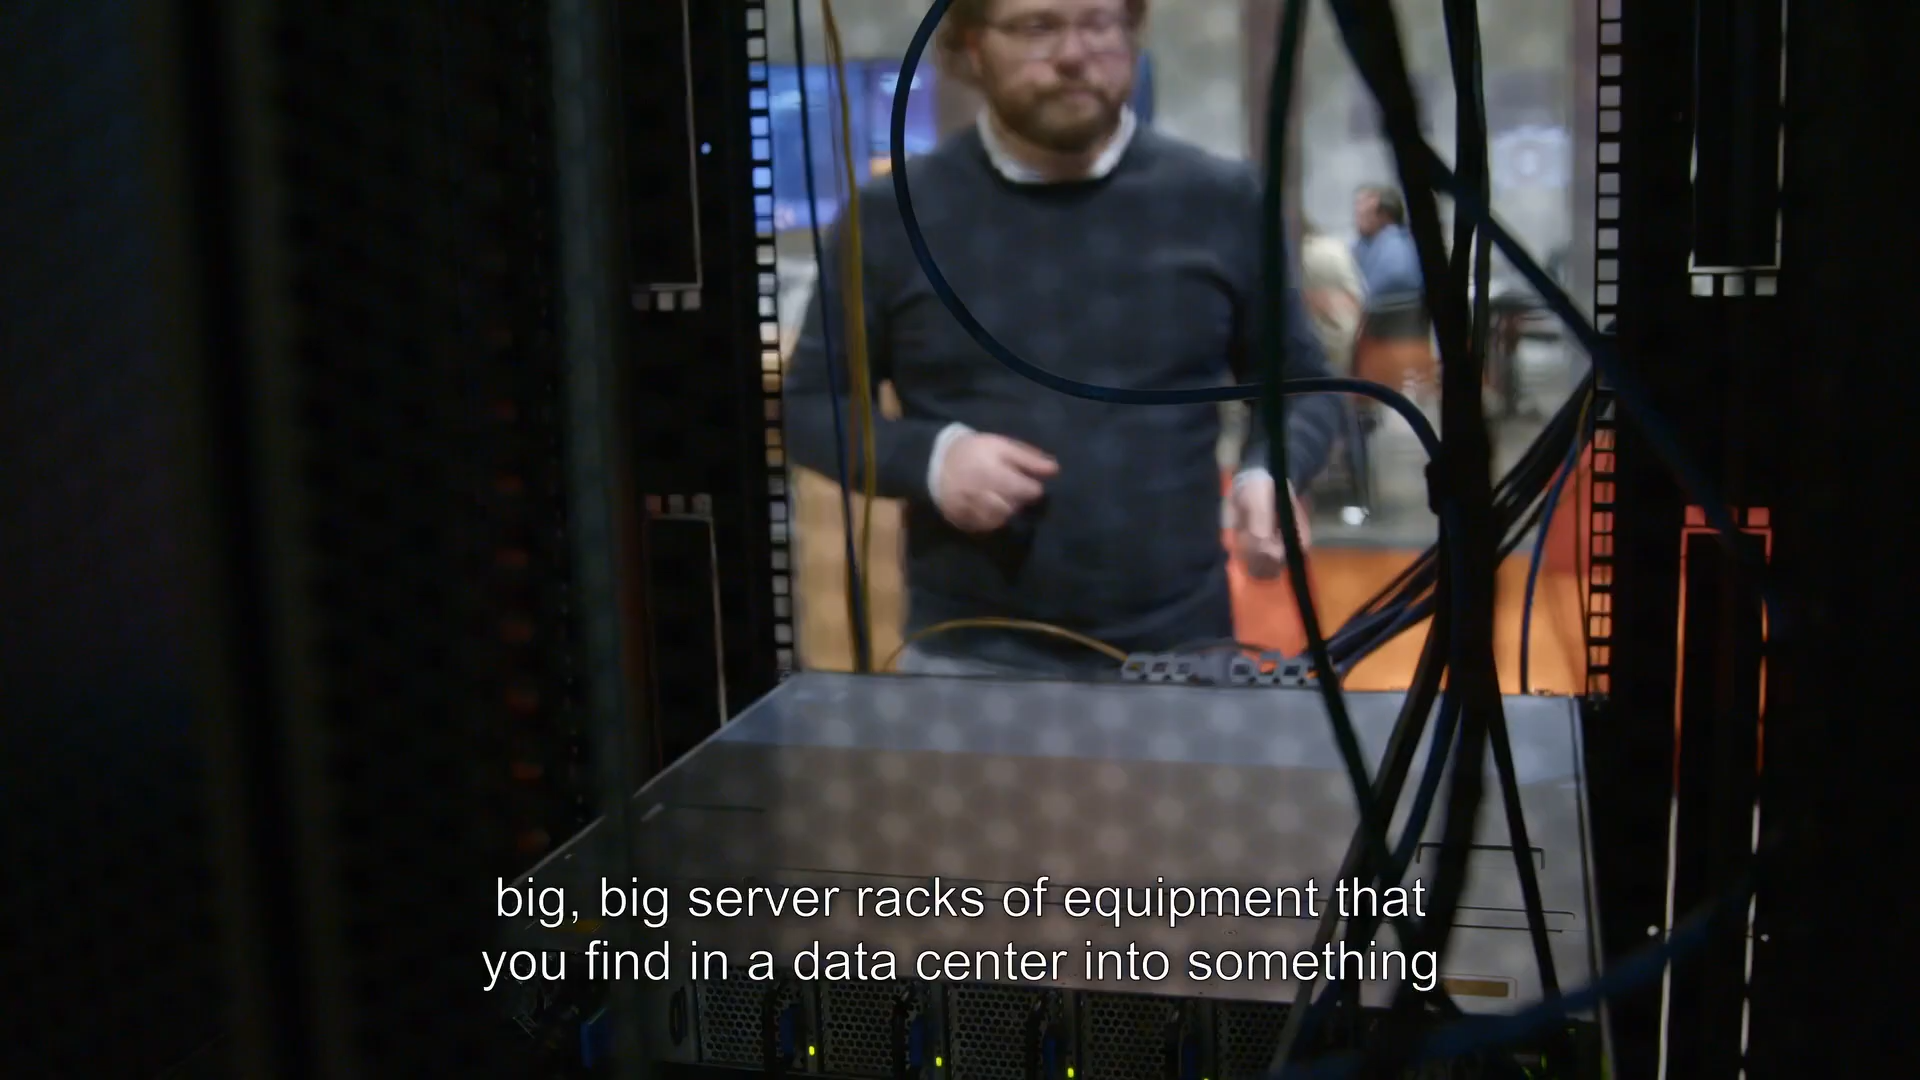 big, big server racks of equipment that
you find in a data center into something